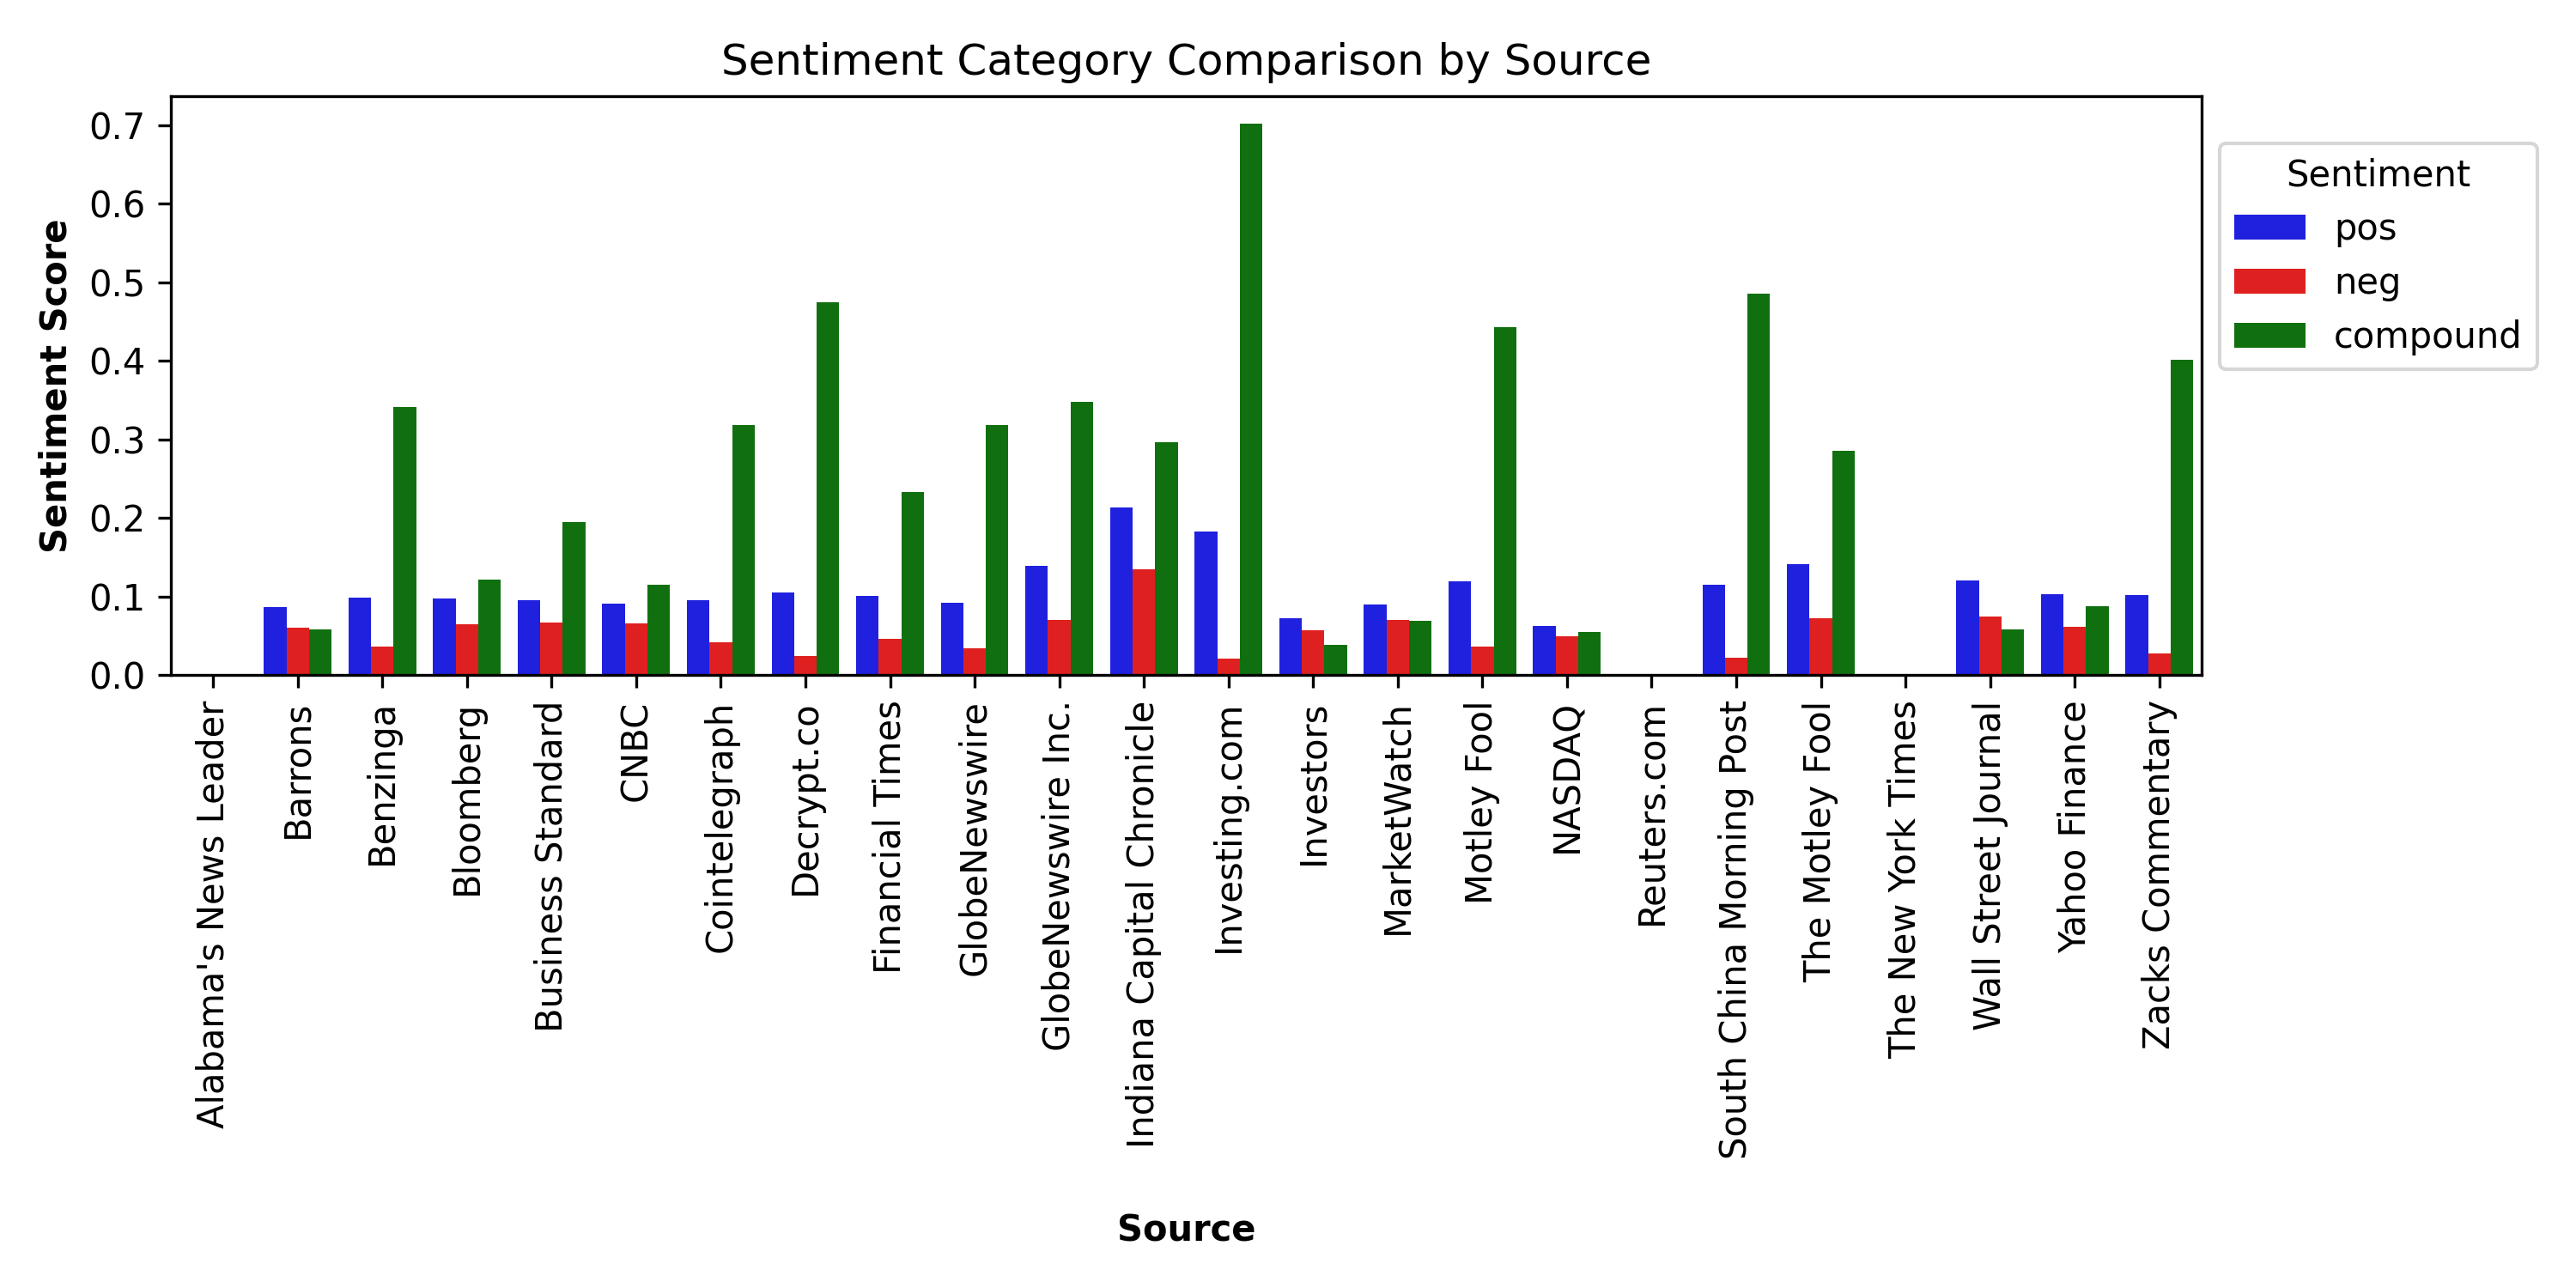 Sentiment Category Comparison by Source
Sentiment Score
0.7
0.6
0.5
0.4
0.3
0.2
0.1
0.0
Sentiment
pos
neg
compound
Alabama's News Leader
Barrons
Benzinga
Bloomberg
Business Standard
CNBC
Cointelegraph
Decrypt.co
Financial Times
GlobeNewswire
GlobeNewswire Inc.
Indiana Capital Chronicle
Investing.com
Investors
MarketWatch
Motley Fool
NASDAQ
Reuters.com
South China Morning Post
The Motley Fool
The New York Times
Wall Street Journal
Yahoo Finance
Zacks Commentary
Source